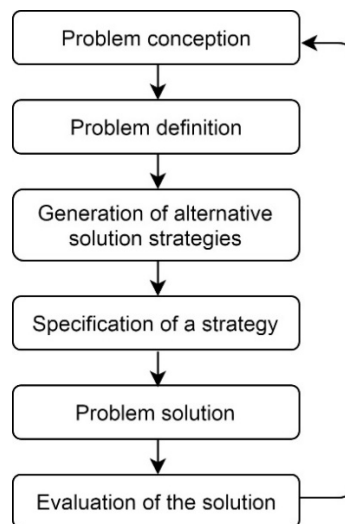 Problem conception
Problem definition
Generation of alternative
solution strategies
Specification of a strategy
Problem solution
Evaluation of the solution